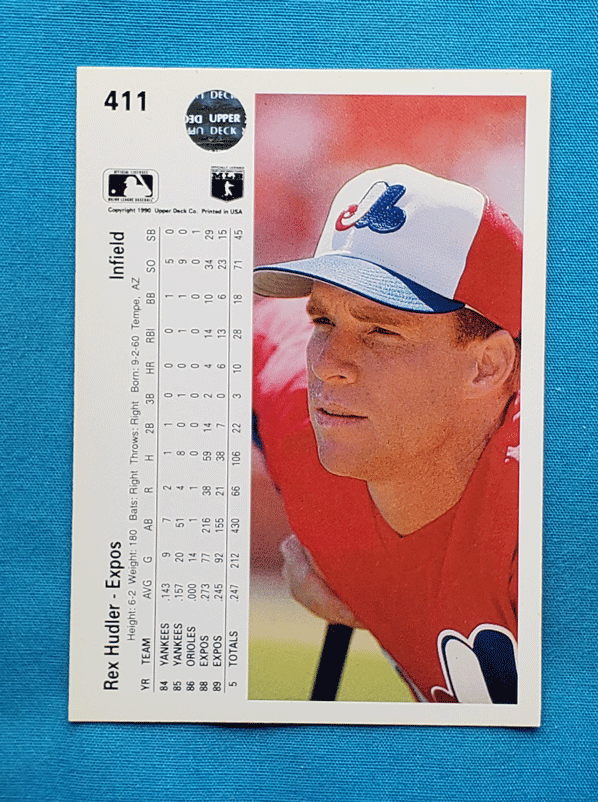 411
UPPER
DECK
OFFICIAL LICENSEE
MAJOR LEAGUE BASEBALL
Copyright 1990 Upper Deck Co. Printed in USA
Rex Hudler - Expos Infield
Height: 6-2 Weight: 180 Bats: Right Throws: Right Born: 9-2-60 Tempe, AZ
YR TEAM AVG G AB R H 2B 3B HR RBI BB SO SB
84 YANKEES .143 9 7 2 1 1 0 0 0 1 5 0
85 YANKEES .157 20 51 4 8 0 1 0 1 1 9 0
86 ORIOLES .000 14 1 1 0 0 0 0 0 0 0 1
88 EXPOS .273 77 216 38 59 14 2 4 14 10 34 29
89 EXPOS .245 92 155 21 38 7 0 6 13 6 23 15
5 TOTALS .247 212 430 66 106 22 3 10 28 18 71 45